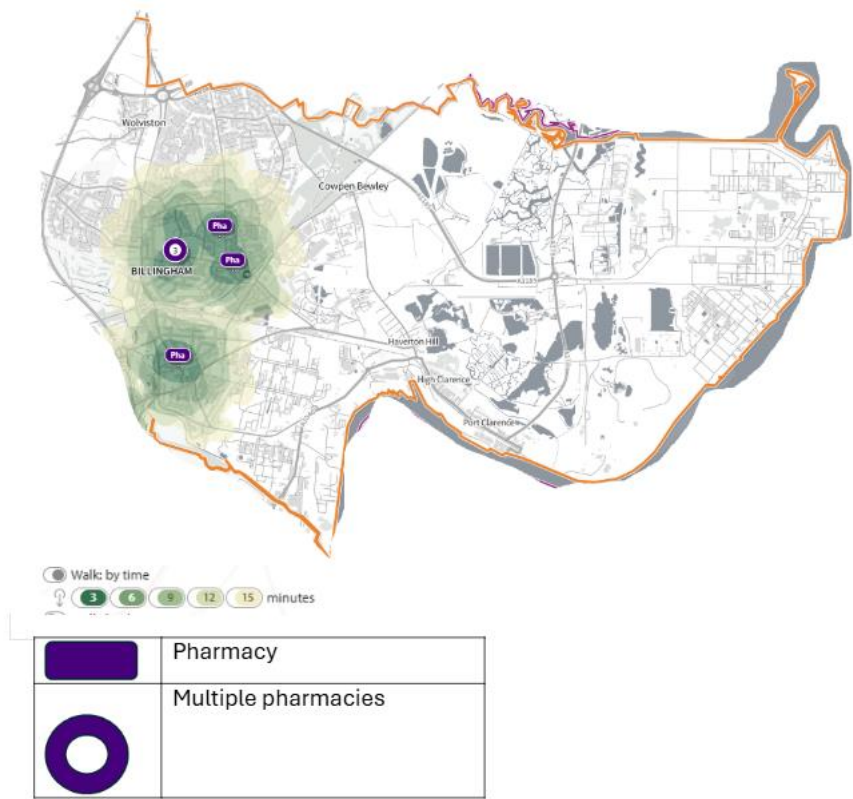 Wolviston
Cowpen Bewley
Pha
3
Pha
BILLINGHAM
Haverton Hill
Pha
High Clarence
Port Clarence
Walk: by time
3 6 9 12 15 minutes
Pharmacy
Multiple pharmacies